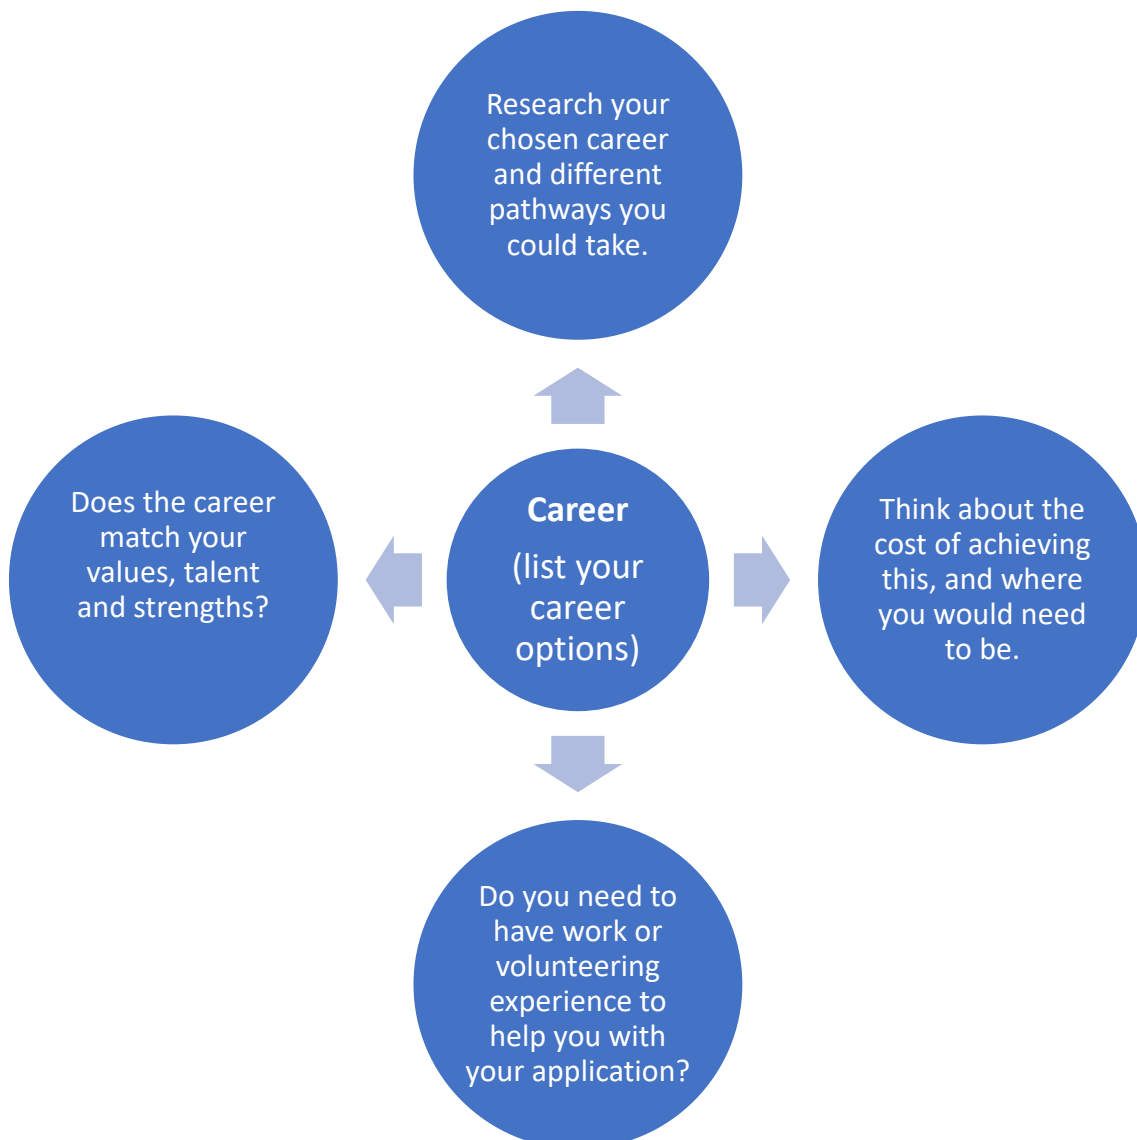 Research your
chosen career
and different
pathways you
could take.
Does the career
match your
values, talent
and strengths?
Career
(list your
career
options)
Think about the
cost of achieving
this, and where
you would need
to be.
Do you need to
have work or
volunteering
experience to
help you with
your application?